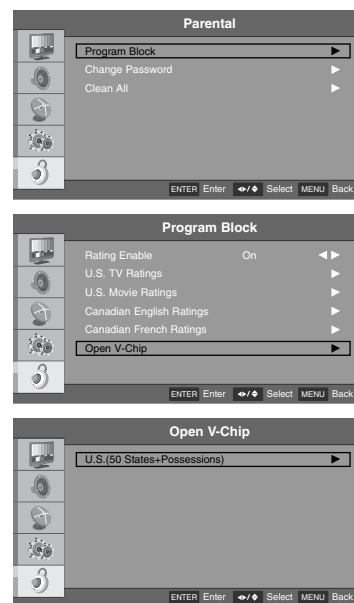 Parental
Program Block
Change Password
Clean All
ENTER Enter Select MENU Back
Program Block
Rating Enable On
U.S. TV Ratings
U.S. Movie Ratings
Canadian English Ratings
Canadian French Ratings
Open V-Chip
ENTER Enter Select MENU Back
Open V-Chip
U.S.(50 States+Possessions)
ENTER Enter Select MENU Back